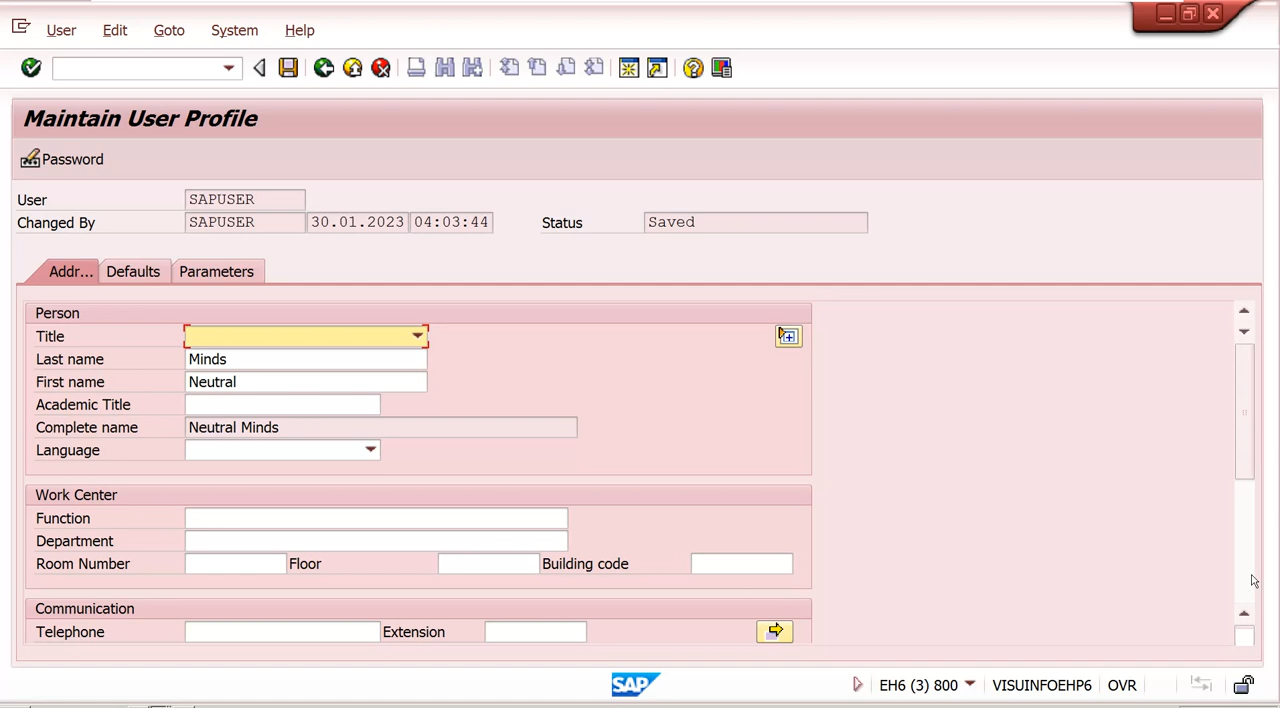 User Edit Goto System Help
Maintain User Profile
Password
User SAPUSER
Changed By SAPUSER 30.01.2023 04:03:44 Status Saved
Addr... Defaults Parameters
Person
Title
Last name Minds
First name Neutral
Academic Title
Complete name Neutral Minds
Language
Work Center
Function
Department
Room Number Floor Building code
Communication
Telephone Extension
SAP EH6 (3) 800 VISUINFOEHP6 OVR